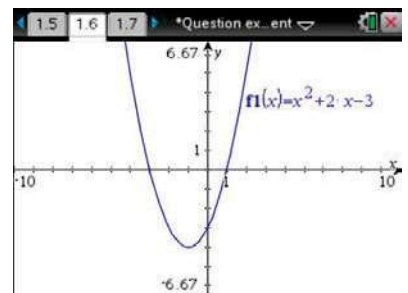 1.5 1.6 1.7 *Question ex…ent
6.67 y
f1(x)=x²+2·x−3
1
x
-10 1 10
-6.67